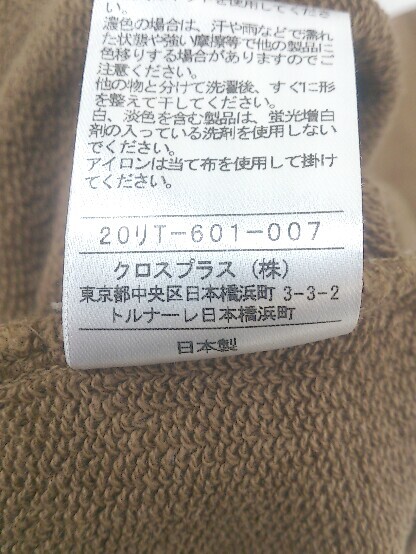 使用してくださ
い。
濃色の場合は、汗や雨などで濡れ
た状態や強い摩擦等で他の製品に
色移りする場合がありますのでご
注意ください。
他の物と分けて洗濯後、すぐに形
を整えて干してください。
白、淡色を含む製品は、蛍光増白
剤の入っている洗剤を使用しない
でください。
アイロンは当て布を使用して掛け
てください。
20リT-601-007
クロスプラス（株）
東京都中央区日本橋浜町 3-3-2
トルナーレ日本橋浜町
日本製